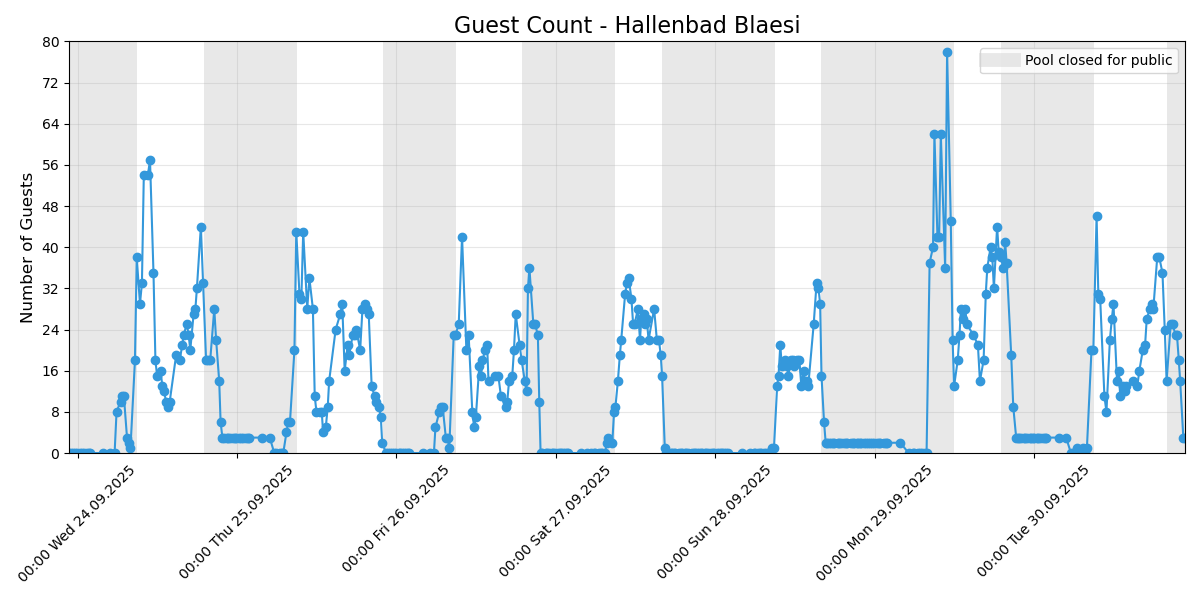 Guest Count - Hallenbad Blaesi
Pool closed for public
Number of Guests
80
72
64
56
48
40
32
24
16
8
0
00:00 Wed 24.09.2025
00:00 Thu 25.09.2025
00:00 Fri 26.09.2025
00:00 Sat 27.09.2025
00:00 Sun 28.09.2025
00:00 Mon 29.09.2025
00:00 Tue 30.09.2025